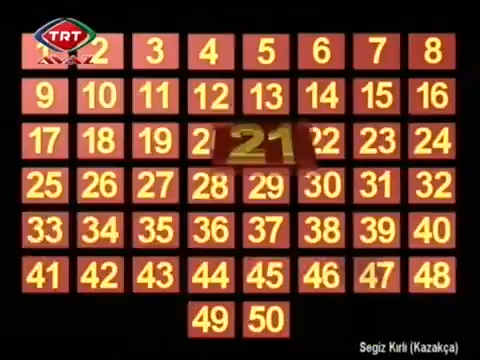 TRT
AVAZ
1 2 3 4 5 6 7 8
9 10 11 12 13 14 15 16
17 18 19 2 21 22 23 24
25 26 27 28 29 30 31 32
33 34 35 36 37 38 39 40
41 42 43 44 45 46 47 48
49 50
Segiz Kırlı (Kazakça)